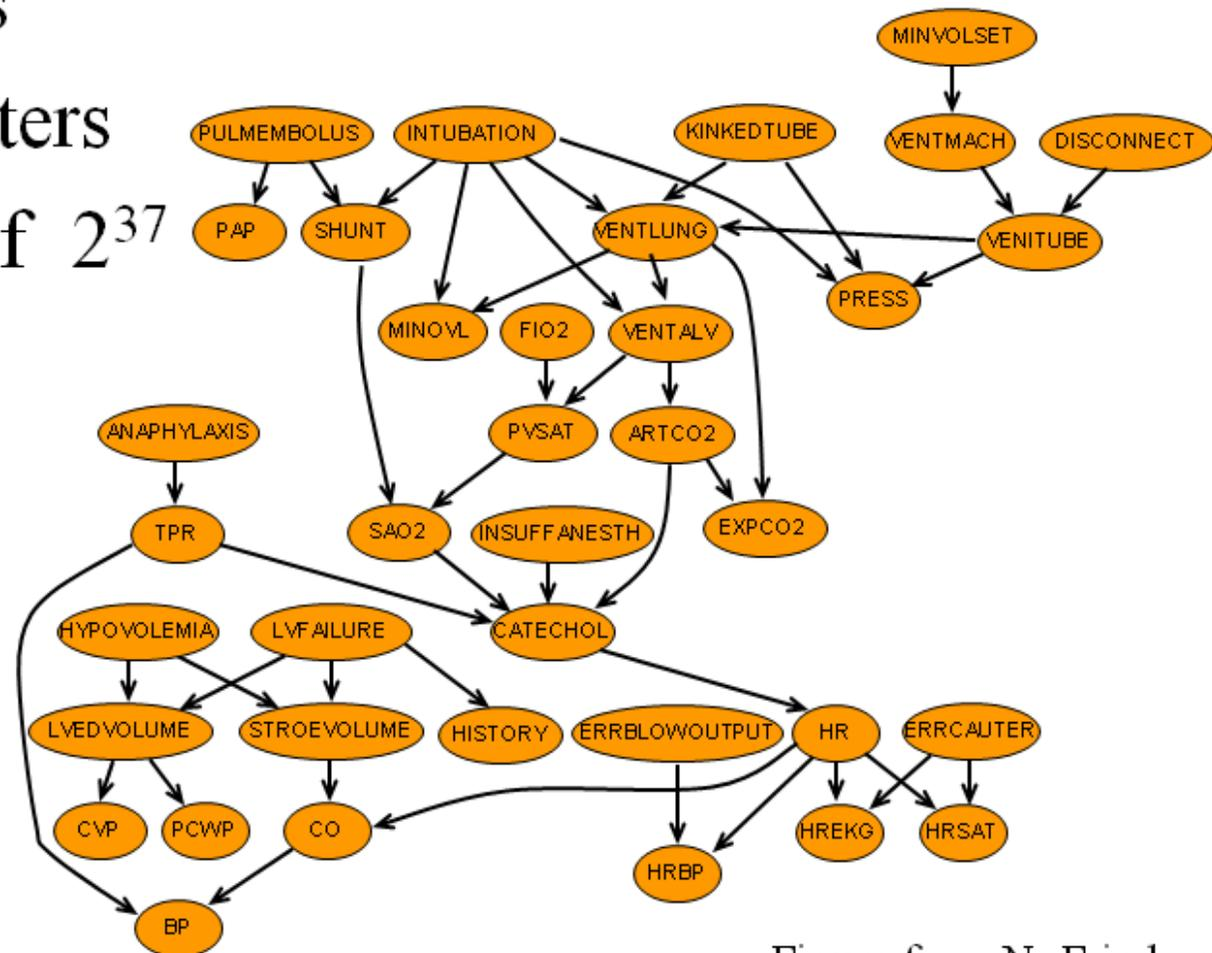 s
MINVOLSET
ters
PULMEMBOLUS INTUBATION KINKEDTUBE VENTMACH DISCONNECT
f 2³⁷
PAP SHUNT VENTLUNG VENITUBE
PRESS
MINOVL FIO2 VENTALV
ANAPHYLAXIS PVSAT ARTCO2
TPR SAO2 INSUFFANESTH EXPCO2
HYPOVOLEMIA LVFAILURE CATECHOL
LVEDVOLUME STROEVOLUME HISTORY ERRBLOWOUTPUT HR ERRCAUTER
CVP PCWP CO HREKG HRSAT
HRBP
BP